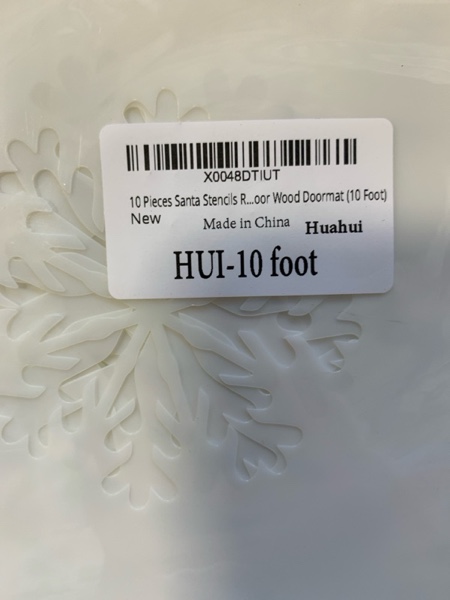 X0048DTIUT
10 Pieces Santa Stencils R...oor Wood Doormat (10 Foot)
New
Made in China Huahui
HUI-10 foot